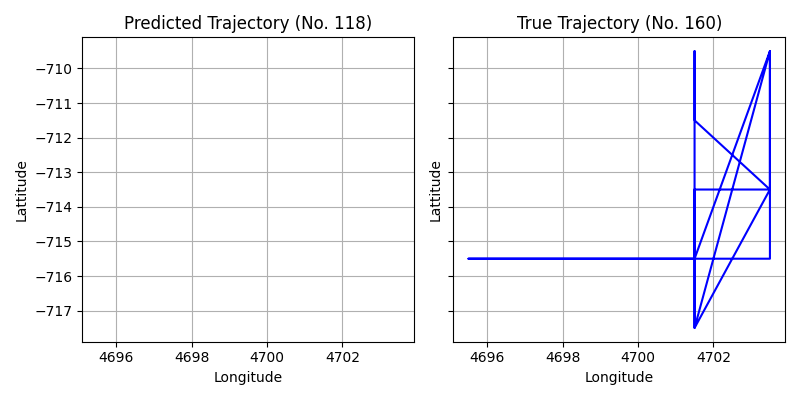 Predicted Trajectory (No. 118)
True Trajectory (No. 160)
−710
−711
−712
−713
−714
−715
−716
−717
Lattitude
Lattitude
4696
4698
4700
4702
4696
4698
4700
4702
Longitude
Longitude